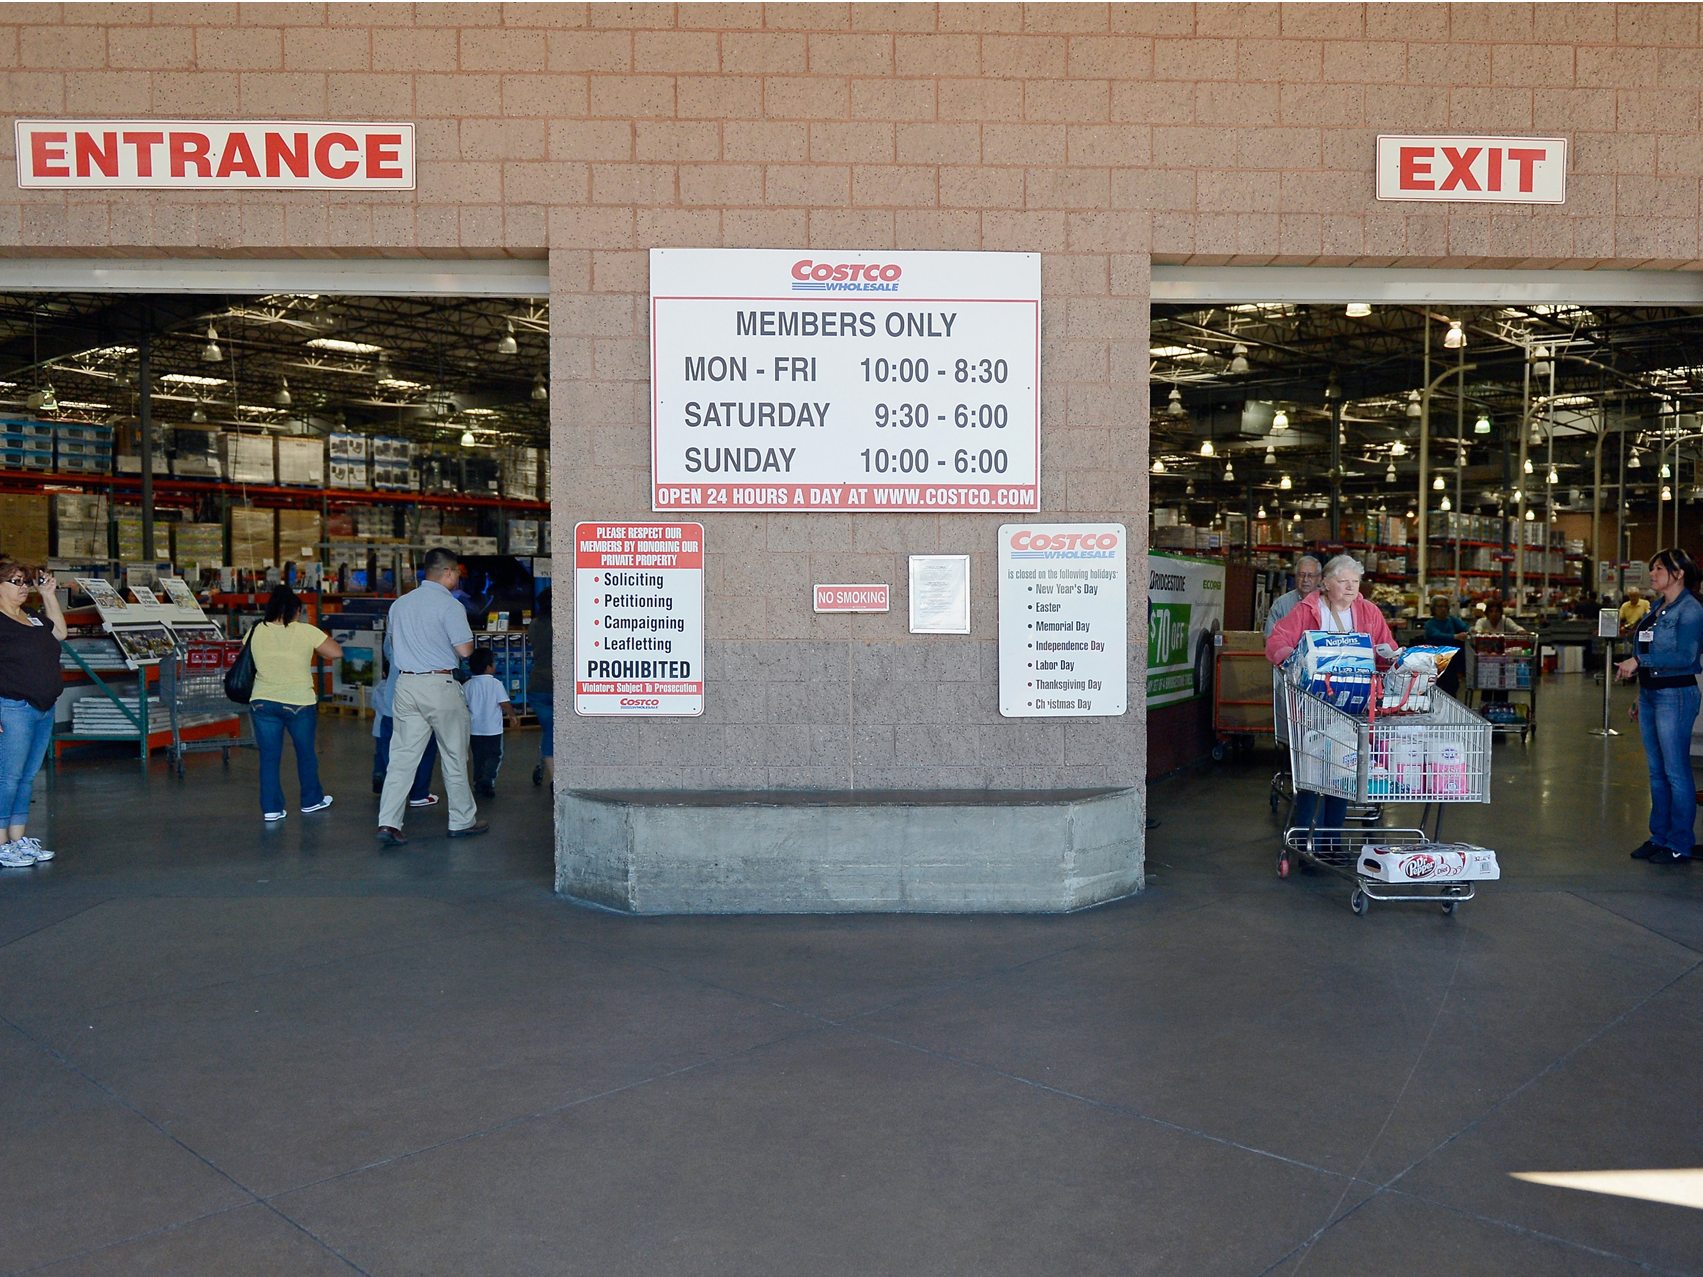 ENTRANCE
EXIT
COSTCO
WHOLESALE
MEMBERS ONLY
MON - FRI 10:00 - 8:30
SATURDAY 9:30 - 6:00
SUNDAY 10:00 - 6:00
OPEN 24 HOURS A DAY AT WWW.COSTCO.COM
PLEASE RESPECT OUR
MEMBERS BY HONORING OUR
PRIVATE PROPERTY
• Soliciting
• Petitioning
• Campaigning
• Leafletting
PROHIBITED
Violators Subject To Prosecution
COSTCO
WHOLESALE
NO SMOKING
COSTCO
WHOLESALE
is closed on the following holidays:
• New Year's Day
• Easter
• Memorial Day
• Independence Day
• Labor Day
• Thanksgiving Day
• Christmas Day
BRIDGESTONE
ECOPIA
$70 OFF
Napkins
Dr Pepper
Diet